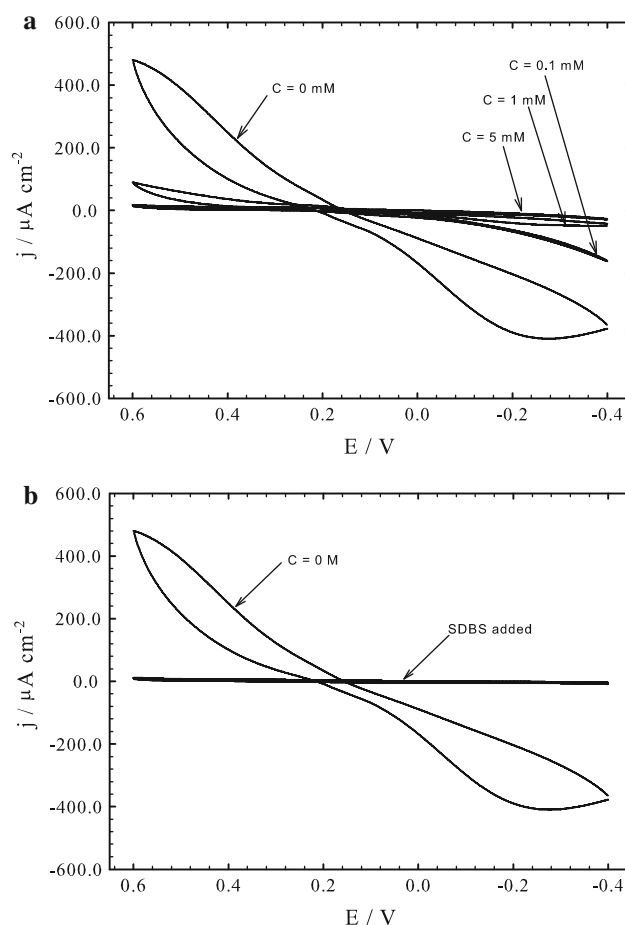 a
600.0
C = 0.1 mM
C = 0 mM
C = 1 mM
400.0
C = 5 mM
200.0
0.0
-200.0
-400.0
-600.0
j / µA cm-2
0.6
0.4
0.2
0.0
-0.2
-0.4
E / V
b
600.0
C = 0 M
400.0
SDBS added
200.0
0.0
-200.0
-400.0
-600.0
j / µA cm-2
0.6
0.4
0.2
0.0
-0.2
-0.4
E / V